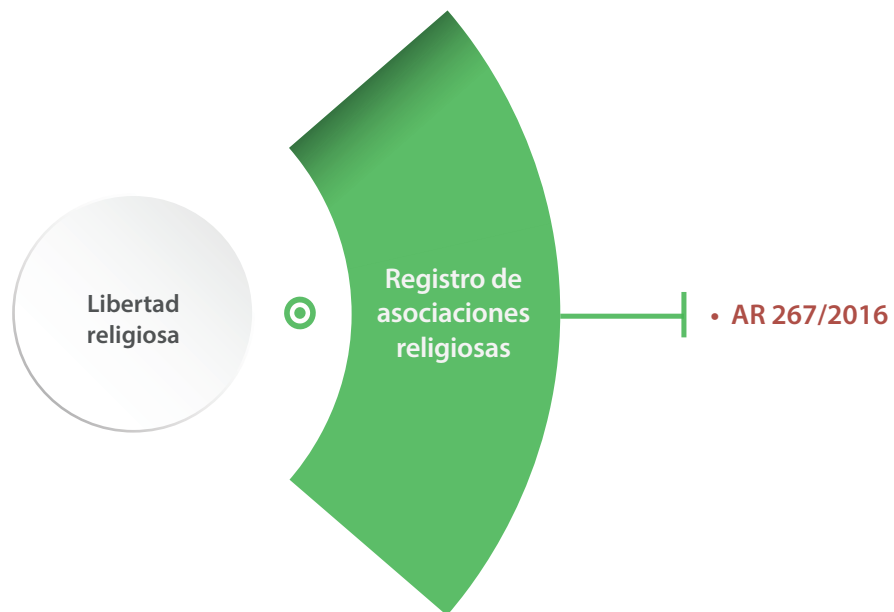 Libertad
religiosa
Registro de
asociaciones
religiosas
• AR 267/2016